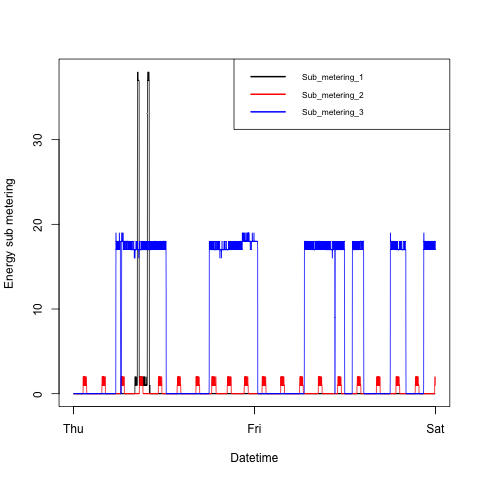 Sub_metering_1
Sub_metering_2
Sub_metering_3
Energy sub metering
30
20
10
0
Thu Fri Sat
Datetime